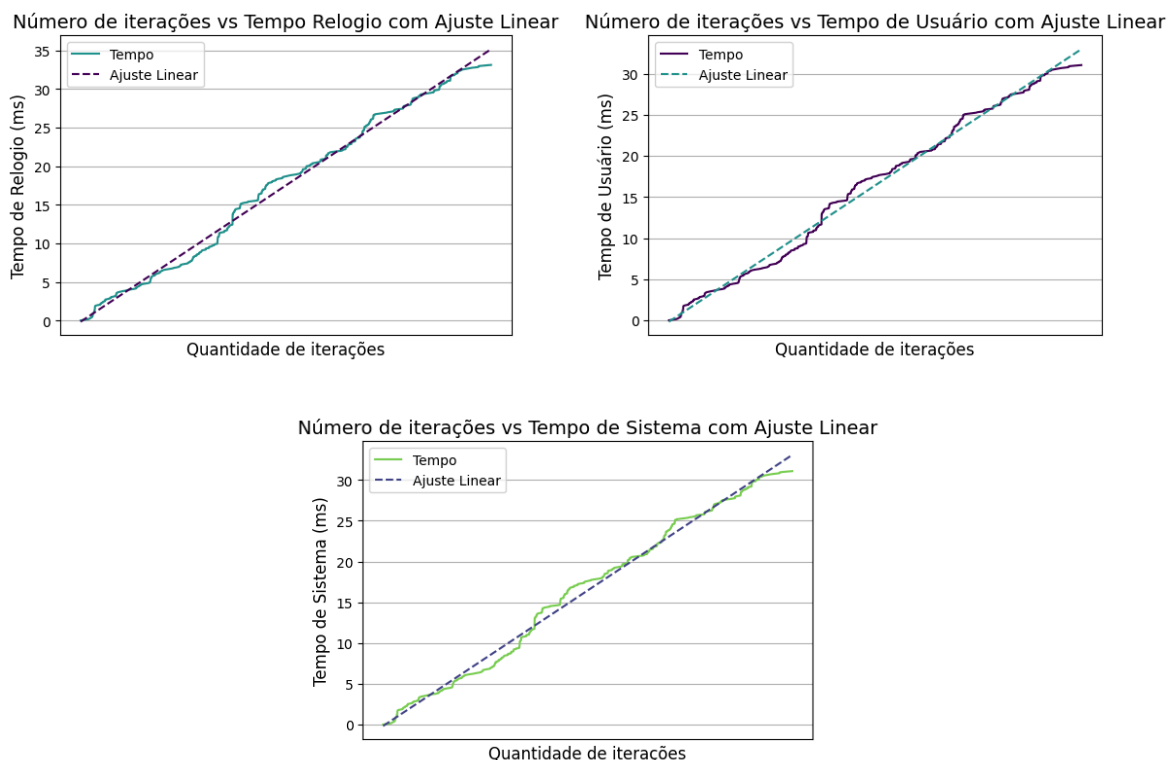 Número de iterações vs Tempo Relogio com Ajuste Linear
Tempo
Ajuste Linear
35
30
25
20
15
10
5
0
Tempo de Relogio (ms)
Quantidade de iterações
Número de iterações vs Tempo de Usuário com Ajuste Linear
Tempo
Ajuste Linear
30
25
20
15
10
5
0
Tempo de Usuário (ms)
Quantidade de iterações
Número de iterações vs Tempo de Sistema com Ajuste Linear
Tempo
Ajuste Linear
30
25
20
15
10
5
0
Tempo de Sistema (ms)
Quantidade de iterações